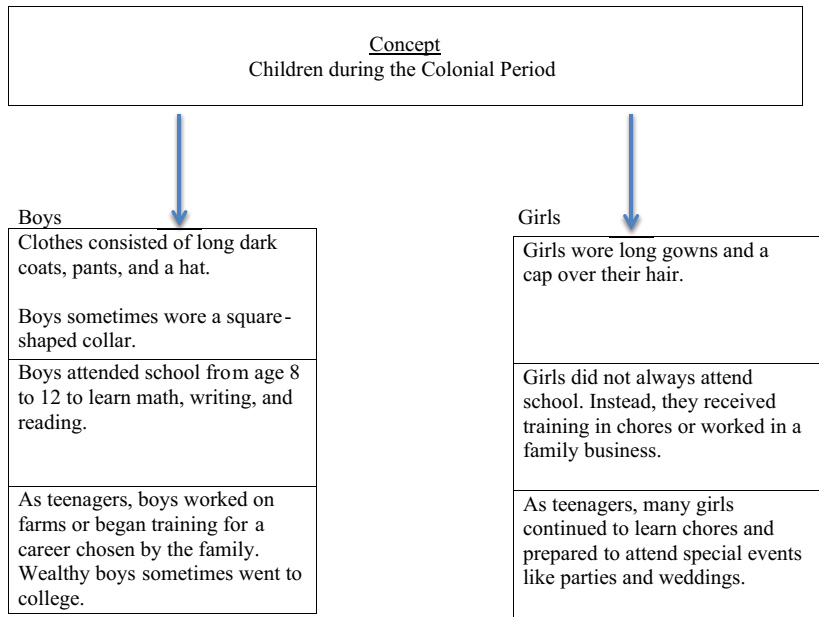 Concept
Children during the Colonial Period
Boys
Clothes consisted of long dark
coats, pants, and a hat.
Boys sometimes wore a square-
shaped collar.
Boys attended school from age 8
to 12 to learn math, writing, and
reading.
As teenagers, boys worked on
farms or began training for a
career chosen by the family.
Wealthy boys sometimes went to
college.
Girls
Girls wore long gowns and a
cap over their hair.
Girls did not always attend
school. Instead, they received
training in chores or worked in a
family business.
As teenagers, many girls
continued to learn chores and
prepared to attend special events
like parties and weddings.